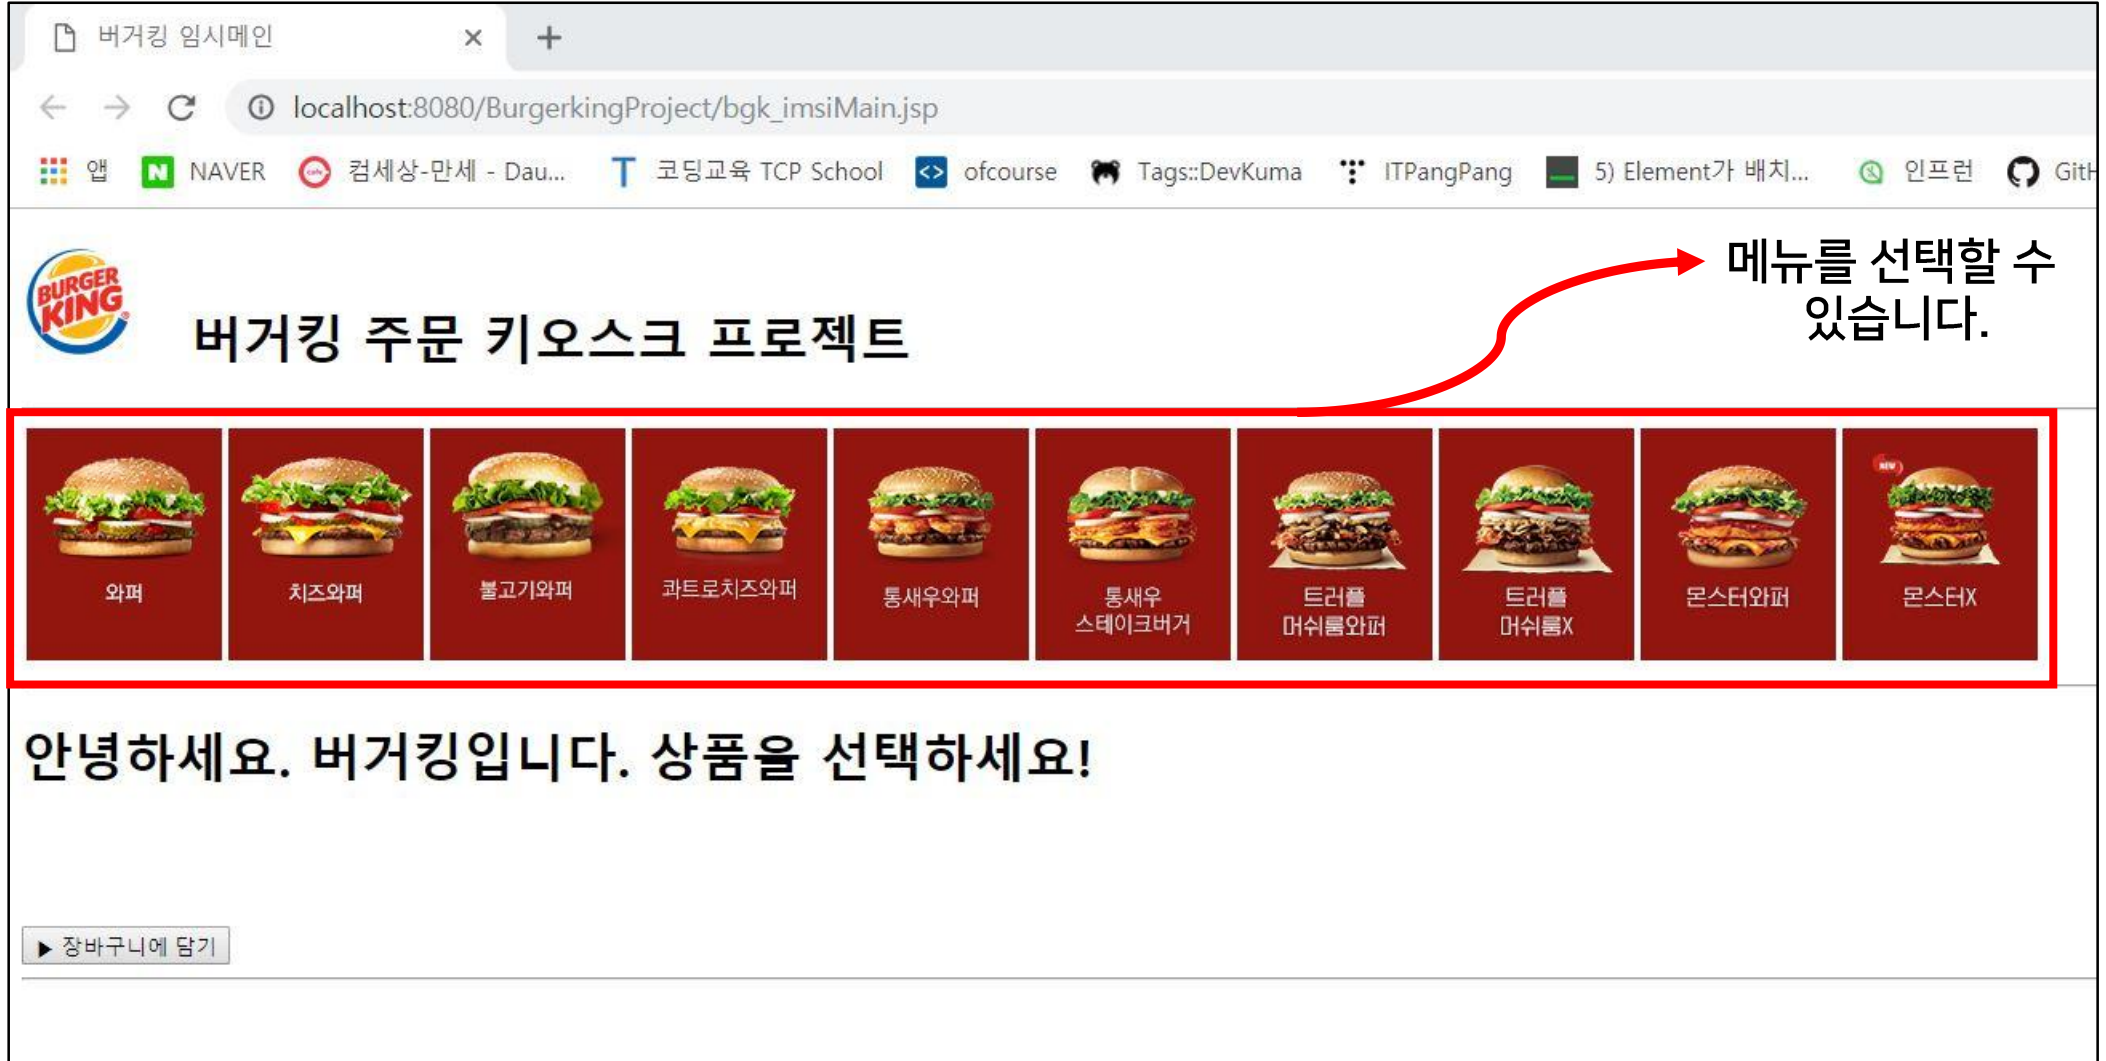 버거킹 임시메인
localhost:8080/BurgerkingProject/bgk_imsiMain.jsp
앱 NAVER 컴세상-만세 - Dau... 코딩교육 TCP School ofcourse Tags::DevKuma ITPangPang 5) Element가 배치... 인프런 GitH
메뉴를 선택할 수
있습니다.
BURGER
KING
버거킹 주문 키오스크 프로젝트
NEW
와퍼
치즈와퍼
불고기와퍼
콰트로치즈와퍼
통새우와퍼
통새우
스테이크버거
트러플
머쉬룸와퍼
트러플
머쉬룸X
몬스터와퍼
몬스터X
안녕하세요. 버거킹입니다. 상품을 선택하세요!
▶ 장바구니에 담기